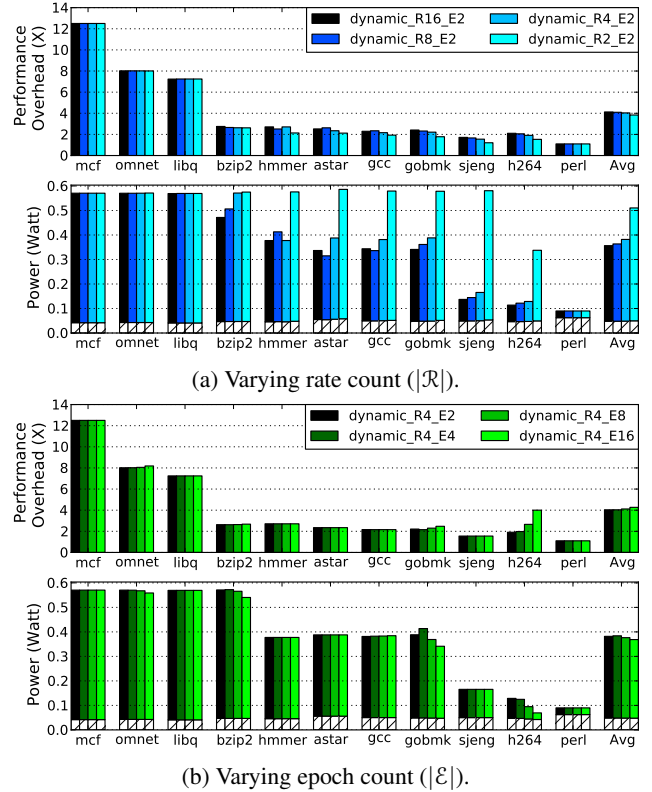 Performance
Overhead (X)
14
12
10
8
6
4
2
0
dynamic_R16_E2
dynamic_R8_E2
dynamic_R4_E2
dynamic_R2_E2
mcf omnet libq bzip2 hmmer astar gcc gobmk sjeng h264 perl Avg
Power (Watt)
0.6
0.5
0.4
0.3
0.2
0.1
0.0
mcf omnet libq bzip2 hmmer astar gcc gobmk sjeng h264 perl Avg
(a) Varying rate count (|ℛ|).
Performance
Overhead (X)
14
12
10
8
6
4
2
0
dynamic_R4_E2
dynamic_R4_E4
dynamic_R4_E8
dynamic_R4_E16
mcf omnet libq bzip2 hmmer astar gcc gobmk sjeng h264 perl Avg
Power (Watt)
0.6
0.5
0.4
0.3
0.2
0.1
0.0
mcf omnet libq bzip2 hmmer astar gcc gobmk sjeng h264 perl Avg
(b) Varying epoch count (|ℰ|).